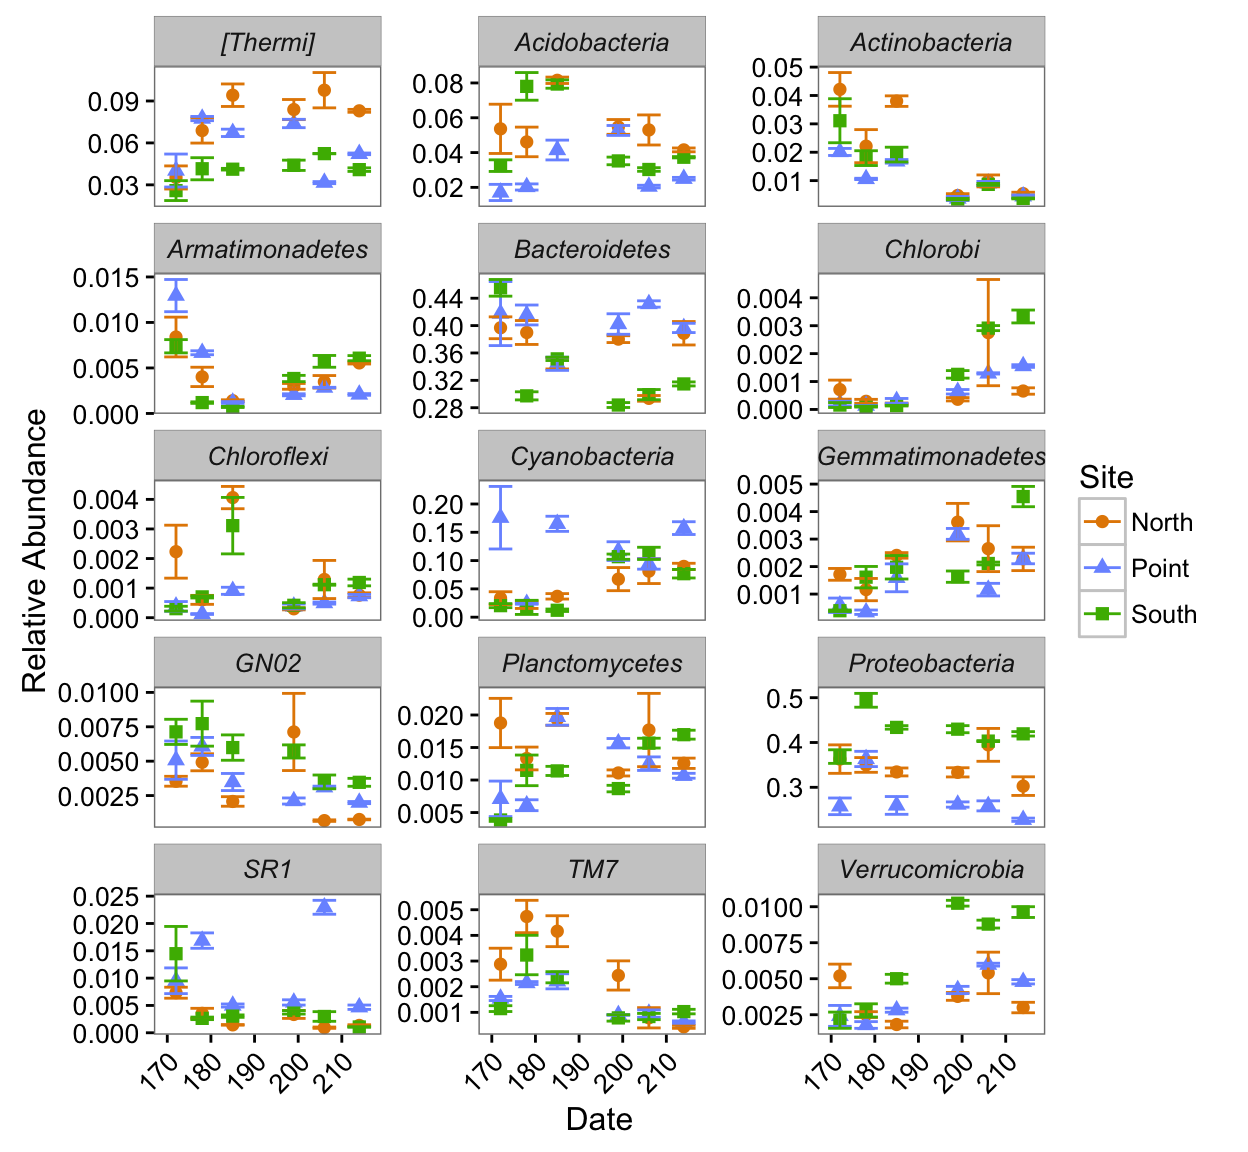 [Thermi] Acidobacteria Actinobacteria
0.09 0.06 0.03
0.08 0.06 0.04 0.02
0.05 0.04 0.03 0.02 0.01
Armatimonadetes Bacteroidetes Chlorobi
0.015 0.010 0.005 0.000
0.44 0.40 0.36 0.32 0.28
0.004 0.003 0.002 0.001 0.000
Chloroflexi Cyanobacteria Gemmatimonadetes
0.004 0.003 0.002 0.001 0.000
0.20 0.15 0.10 0.05 0.00
0.005 0.004 0.003 0.002 0.001
GN02 Planctomycetes Proteobacteria
0.0100 0.0075 0.0050 0.0025
0.020 0.015 0.010 0.005
0.5 0.4 0.3
SR1 TM7 Verrucomicrobia
0.025 0.020 0.015 0.010 0.005 0.000
0.005 0.004 0.003 0.002 0.001
0.0100 0.0075 0.0050 0.0025
170 180 190 200 210
170 180 190 200 210
170 180 190 200 210
Date
Relative Abundance
Site
North
Point
South